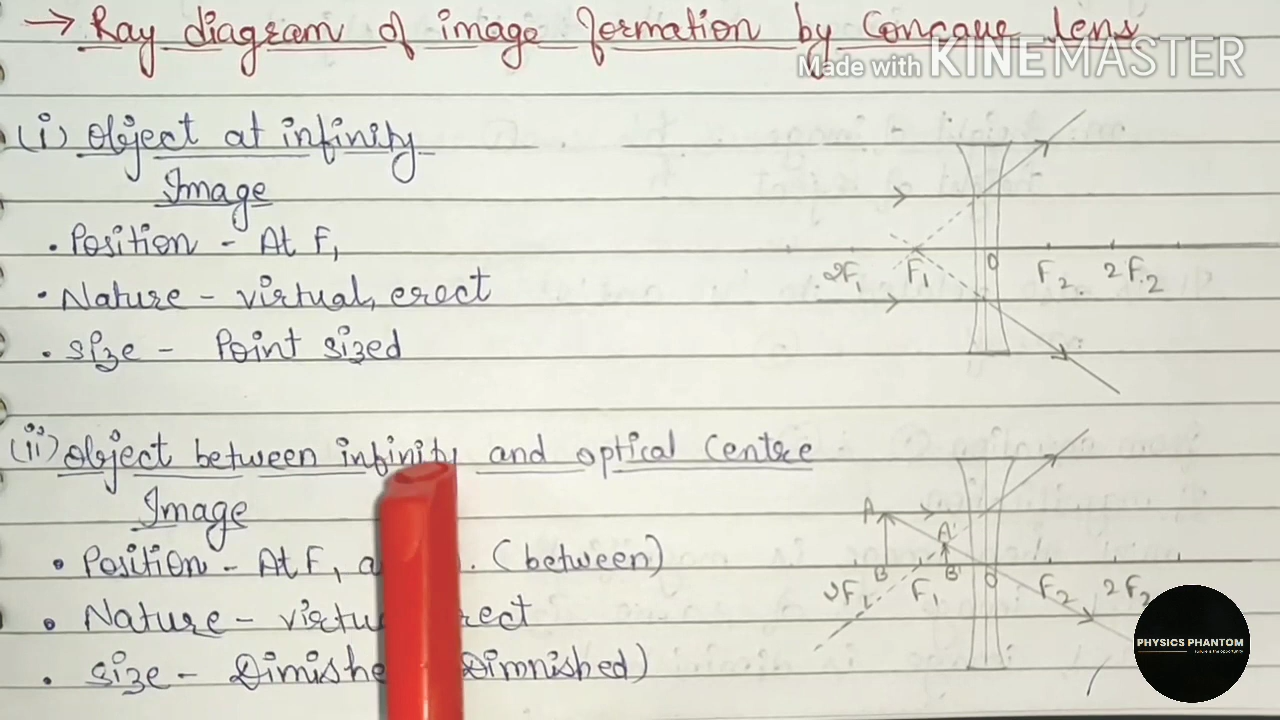 → Ray diagram of image formation by Concave lens
Made with KINEMASTER
(i) Object at infinity
Image
• Position - At F₁
• Nature - virtual, erect
• Size - Point sized
2F₁ F₁ O F₂ 2F₂
(ii) Object between infinity and optical Centre
Image
• Position - At F₁ (between)
• Nature - virtu rect
• Size - Dimishe Dimnished)
A A'
B B' O
2F₁ F₁ F₂ 2F₂
PHYSICS PHANTOM